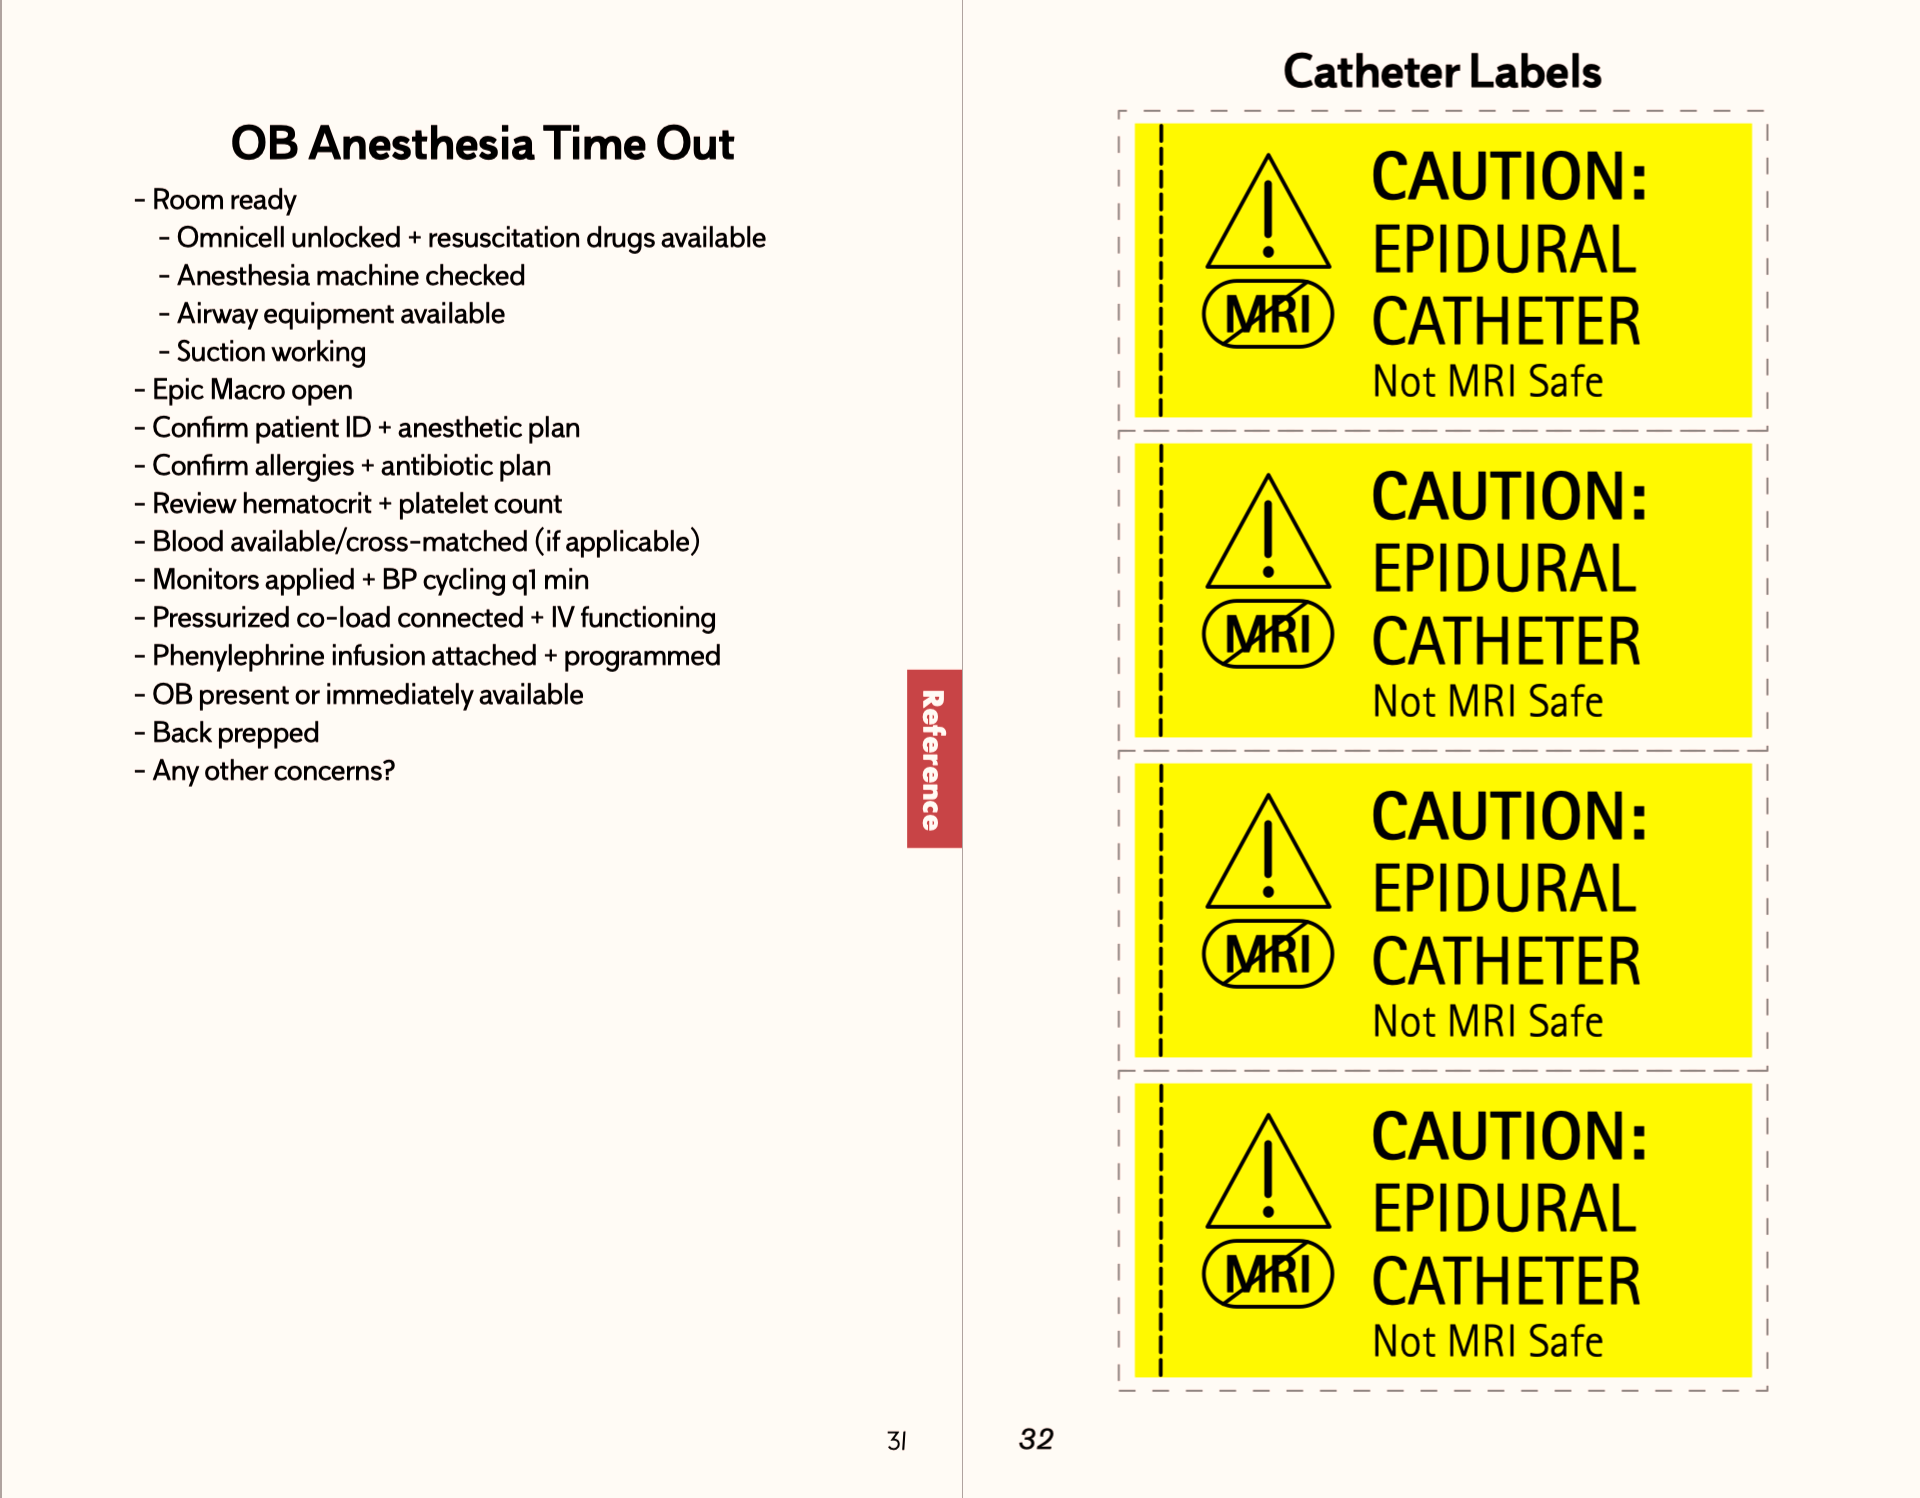 OB Anesthesia Time Out
- Room ready
- Omnicell unlocked + resuscitation drugs available
- Anesthesia machine checked
- Airway equipment available
- Suction working
- Epic Macro open
- Confirm patient ID + anesthetic plan
- Confirm allergies + antibiotic plan
- Review hematocrit + platelet count
- Blood available/cross-matched (if applicable)
- Monitors applied + BP cycling q1 min
- Pressurized co-load connected + IV functioning
- Phenylephrine infusion attached + programmed
- OB present or immediately available
- Back prepped
- Any other concerns?
Reference
31
Catheter Labels
CAUTION:
EPIDURAL
CATHETER
Not MRI Safe
MRI
CAUTION:
EPIDURAL
CATHETER
Not MRI Safe
MRI
CAUTION:
EPIDURAL
CATHETER
Not MRI Safe
MRI
CAUTION:
EPIDURAL
CATHETER
Not MRI Safe
MRI
32